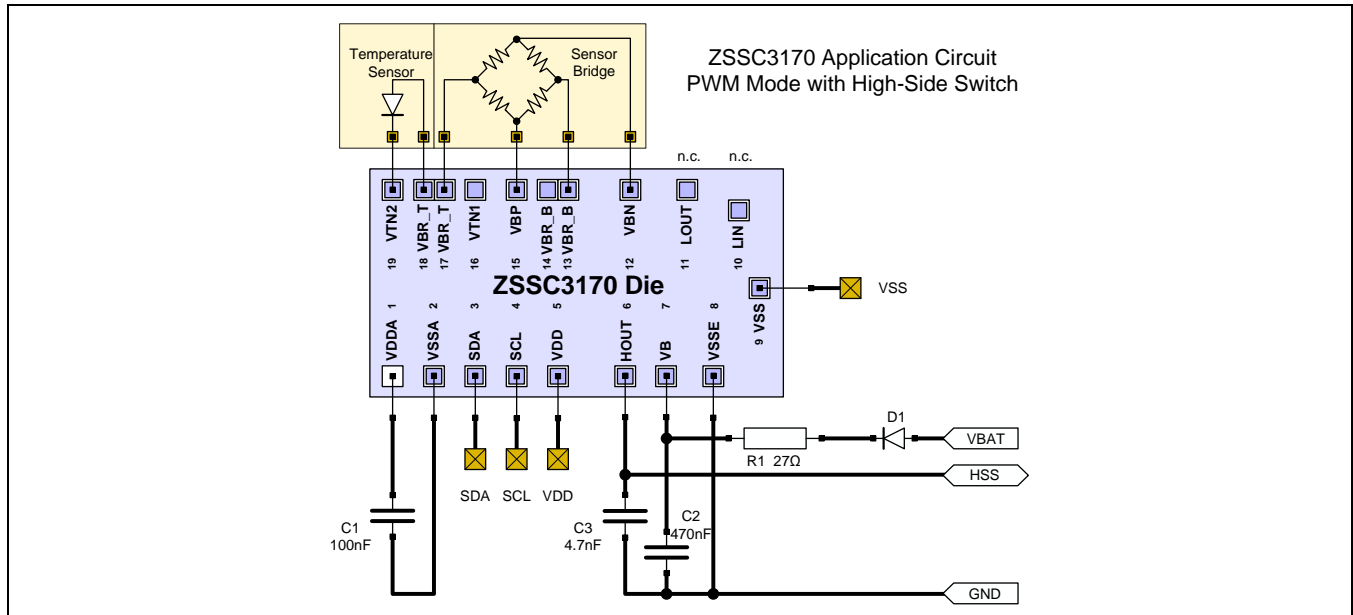 ZSSC3170 Application Circuit
PWM Mode with High-Side Switch
Temperature
Sensor
Sensor
Bridge
n.c.
n.c.
VTN2
VBR_T
VBR_T
VTN1
VBP
VBR_B
VBR_B
VBN
LOUT
LIN
19
18
17
16
15
14
13
12
11
10
ZSSC3170 Die
9 VSS
VSS
1
2
3
4
5
6
7
8
VDDA
VSSA
SDA
SCL
VDD
HOUT
VB
VSSE
D1
VBAT
R1 27Ω
HSS
SDA
SCL
VDD
C1
100nF
C3
4.7nF
C2
470nF
GND